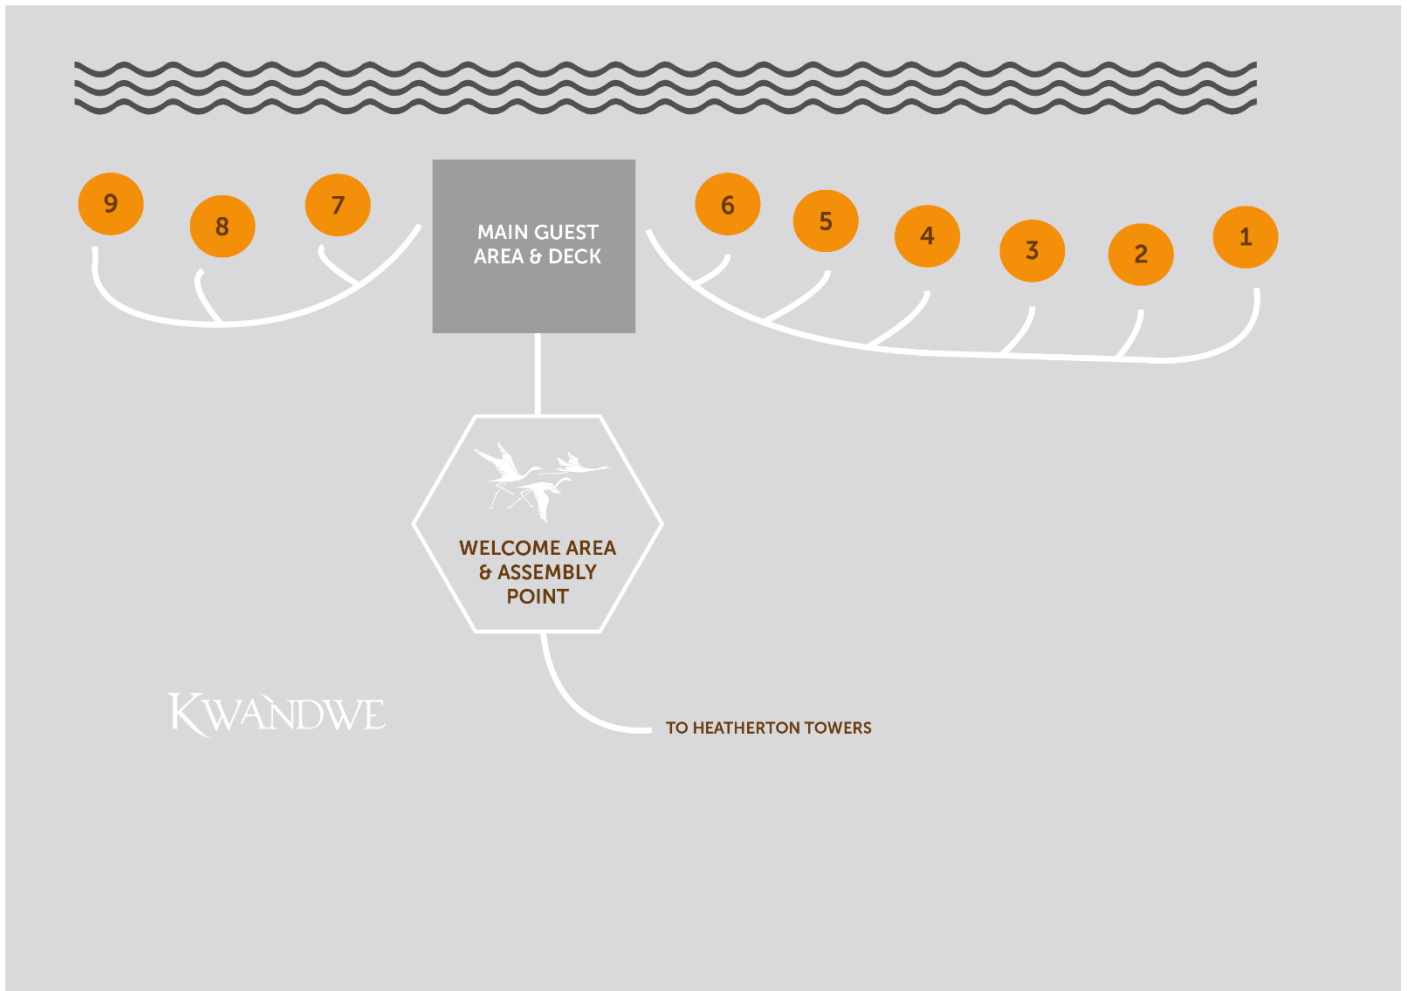 9
8
7
MAIN GUEST
AREA & DECK
6
5
4
3
2
1
WELCOME AREA
& ASSEMBLY
POINT
KWANDWE
TO HEATHERTON TOWERS